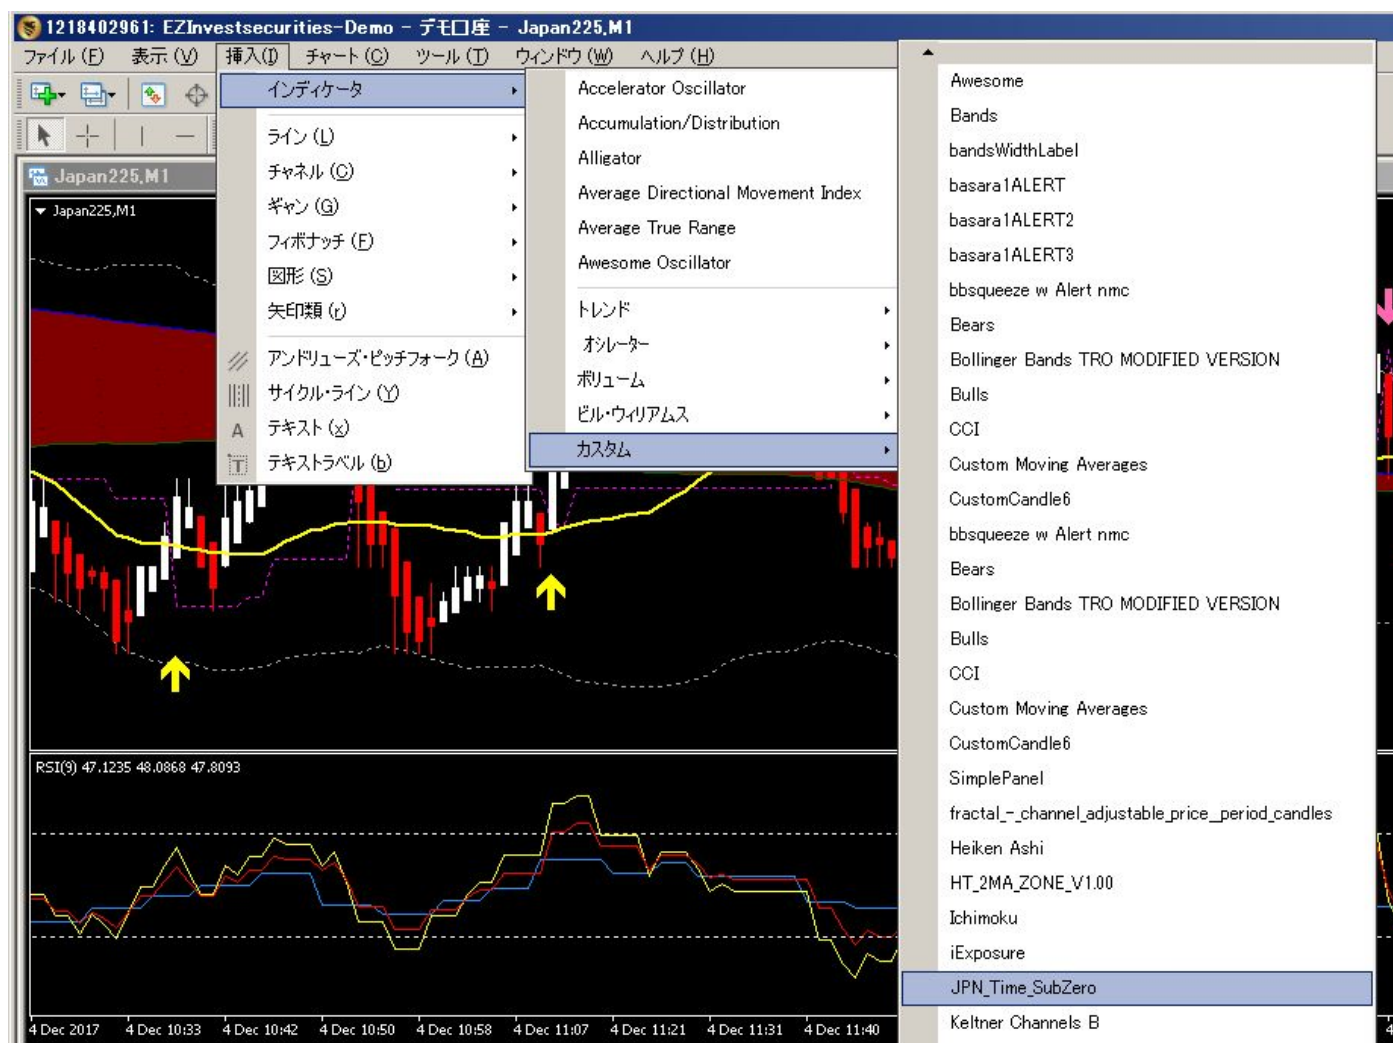 1218402961: EZInvestsecurities-Demo - デモ口座 - Japan225,M1
ファイル (F) 表示 (V) 挿入(I) チャート (C) ツール (T) ウィンドウ (W) ヘルプ (H)
Japan225,M1
Japan225,M1
インディケータ
ライン (L)
チャネル (C)
ギャン (G)
フィボナッチ (F)
図形 (S)
矢印類 (r)
アンドリューズ・ピッチフォーク (A)
サイクル・ライン (Y)
A テキスト (x)
T テキストラベル (b)
Accelerator Oscillator
Accumulation/Distribution
Alligator
Average Directional Movement Index
Average True Range
Awesome Oscillator
トレンド
オシレーター
ボリューム
ビル・ウィリアムス
カスタム
Awesome
Bands
bandsWidthLabel
basara1ALERT
basara1ALERT2
basara1ALERT3
bbsqueeze w Alert nmc
Bears
Bollinger Bands TRO MODIFIED VERSION
Bulls
CCI
Custom Moving Averages
CustomCandle6
bbsqueeze w Alert nmc
Bears
Bollinger Bands TRO MODIFIED VERSION
Bulls
CCI
Custom Moving Averages
CustomCandle6
SimplePanel
fractal_-_channel_adjustable_price__period_candles
Heiken Ashi
HT_2MA_ZONE_V1.00
Ichimoku
iExposure
JPN_Time_SubZero
Keltner Channels B
RSI(9) 47.1235 48.0868 47.8093
4 Dec 2017 4 Dec 10:33 4 Dec 10:42 4 Dec 10:50 4 Dec 10:58 4 Dec 11:07 4 Dec 11:21 4 Dec 11:31 4 Dec 11:40